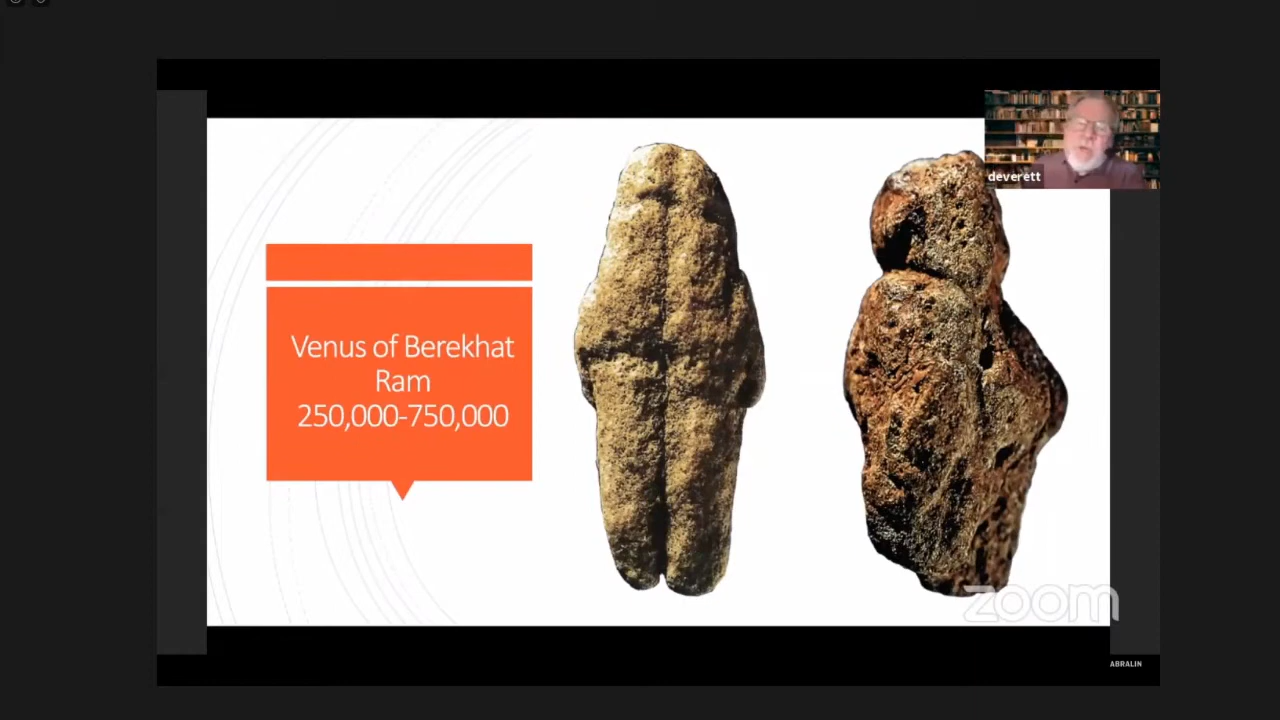 deverett
Venus of Berekhat
Ram
250,000-750,000
zoom
ABRALIN